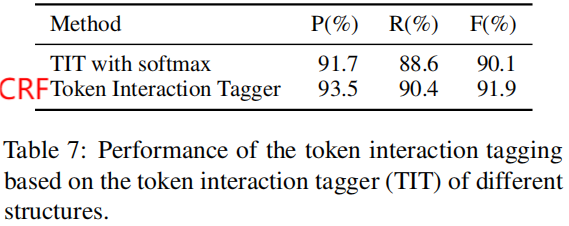 Method P(%) R(%) F(%)
TIT with softmax 91.7 88.6 90.1
CRFToken Interaction Tagger 93.5 90.4 91.9
Table 7: Performance of the token interaction tagging
based on the token interaction tagger (TIT) of different
structures.